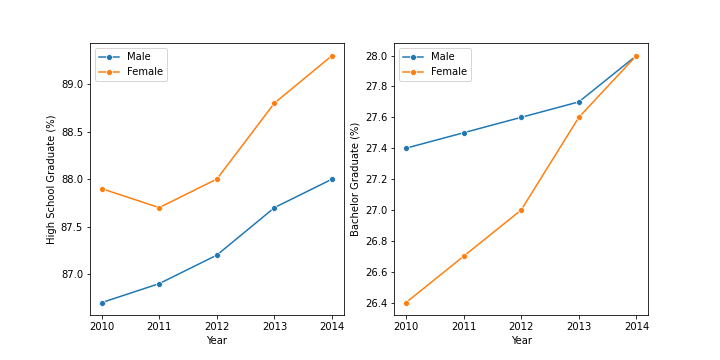 Male
Female
89.0
88.5
88.0
87.5
87.0
High School Graduate (%)
2010 2011 2012 2013 2014
Year
Male
Female
28.0
27.8
27.6
27.4
27.2
27.0
26.8
26.6
26.4
Bachelor Graduate (%)
2010 2011 2012 2013 2014
Year